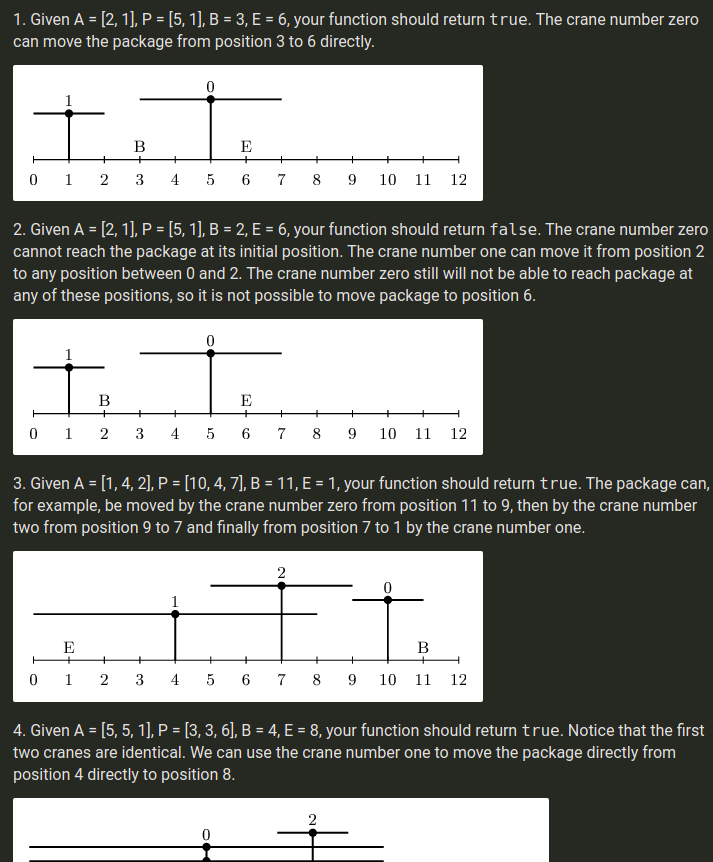 1. Given A = [2, 1], P = [5, 1], B = 3, E = 6, your function should return true. The crane number zero
can move the package from position 3 to 6 directly.
0
1
B E
0 1 2 3 4 5 6 7 8 9 10 11 12
2. Given A = [2, 1], P = [5, 1], B = 2, E = 6, your function should return false. The crane number zero
cannot reach the package at its initial position. The crane number one can move it from position 2
to any position between 0 and 2. The crane number zero still will not be able to reach package at
any of these positions, so it is not possible to move package to position 6.
0
1
B E
0 1 2 3 4 5 6 7 8 9 10 11 12
3. Given A = [1, 4, 2], P = [10, 4, 7], B = 11, E = 1, your function should return true. The package can,
for example, be moved by the crane number zero from position 11 to 9, then by the crane number
two from position 9 to 7 and finally from position 7 to 1 by the crane number one.
2
0
1
E B
0 1 2 3 4 5 6 7 8 9 10 11 12
4. Given A = [5, 5, 1], P = [3, 3, 6], B = 4, E = 8, your function should return true. Notice that the first
two cranes are identical. We can use the crane number one to move the package directly from
position 4 directly to position 8.
2
0